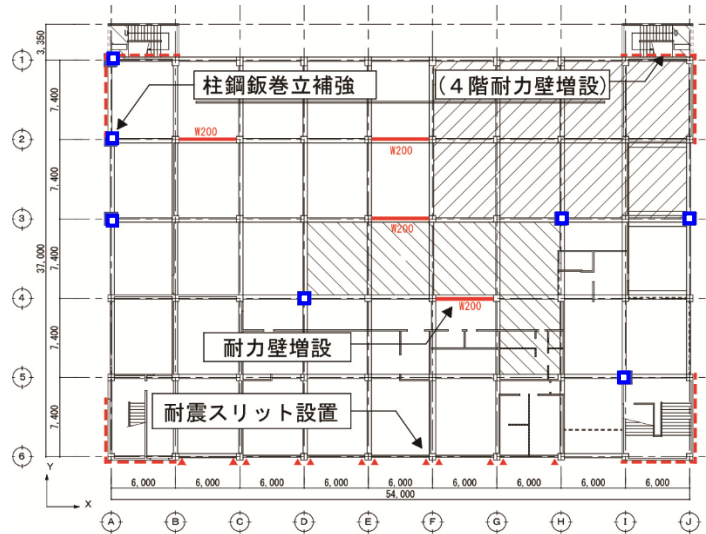 3,350
1
柱鋼鈑巻立補強
(４階耐力壁増設)
7,400
2
W200
W200
7,400
3
W200
37,000
7,400
4
W200
耐力壁増設
7,400
5
耐震スリット設置
7,400
6
Y
X
6,000 6,000 6,000 6,000 6,000 6,000 6,000 6,000 6,000
54,000
A B C D E F G H I J